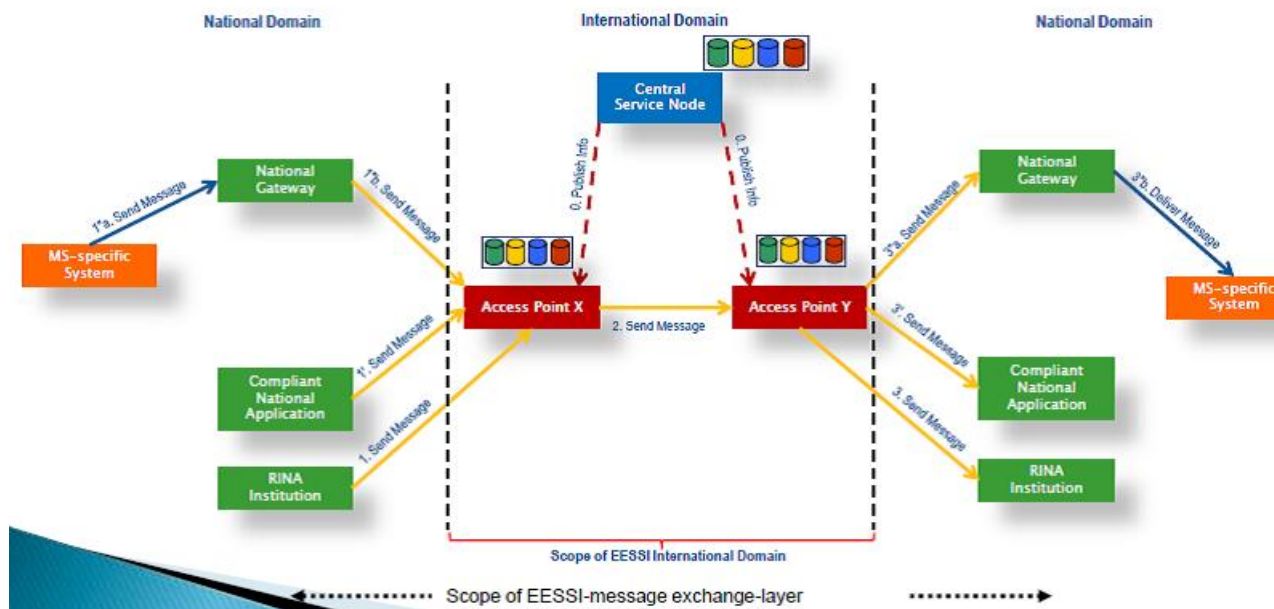 National Domain
International Domain
National Domain
Central
Service Node
0. Publish Info
0. Publish Info
National
Gateway
1"a. Send Message
1"b. Send Message
MS-specific
System
National
Gateway
3"a. Send Message
3"b. Deliver Message
MS-specific
System
Access Point X
2. Send Message
Access Point Y
1'. Send Message
3'. Send Message
Compliant
National
Application
Compliant
National
Application
1. Send Message
3. Send Message
RINA
Institution
RINA
Institution
Scope of EESSI International Domain
Scope of EESSI-message exchange-layer